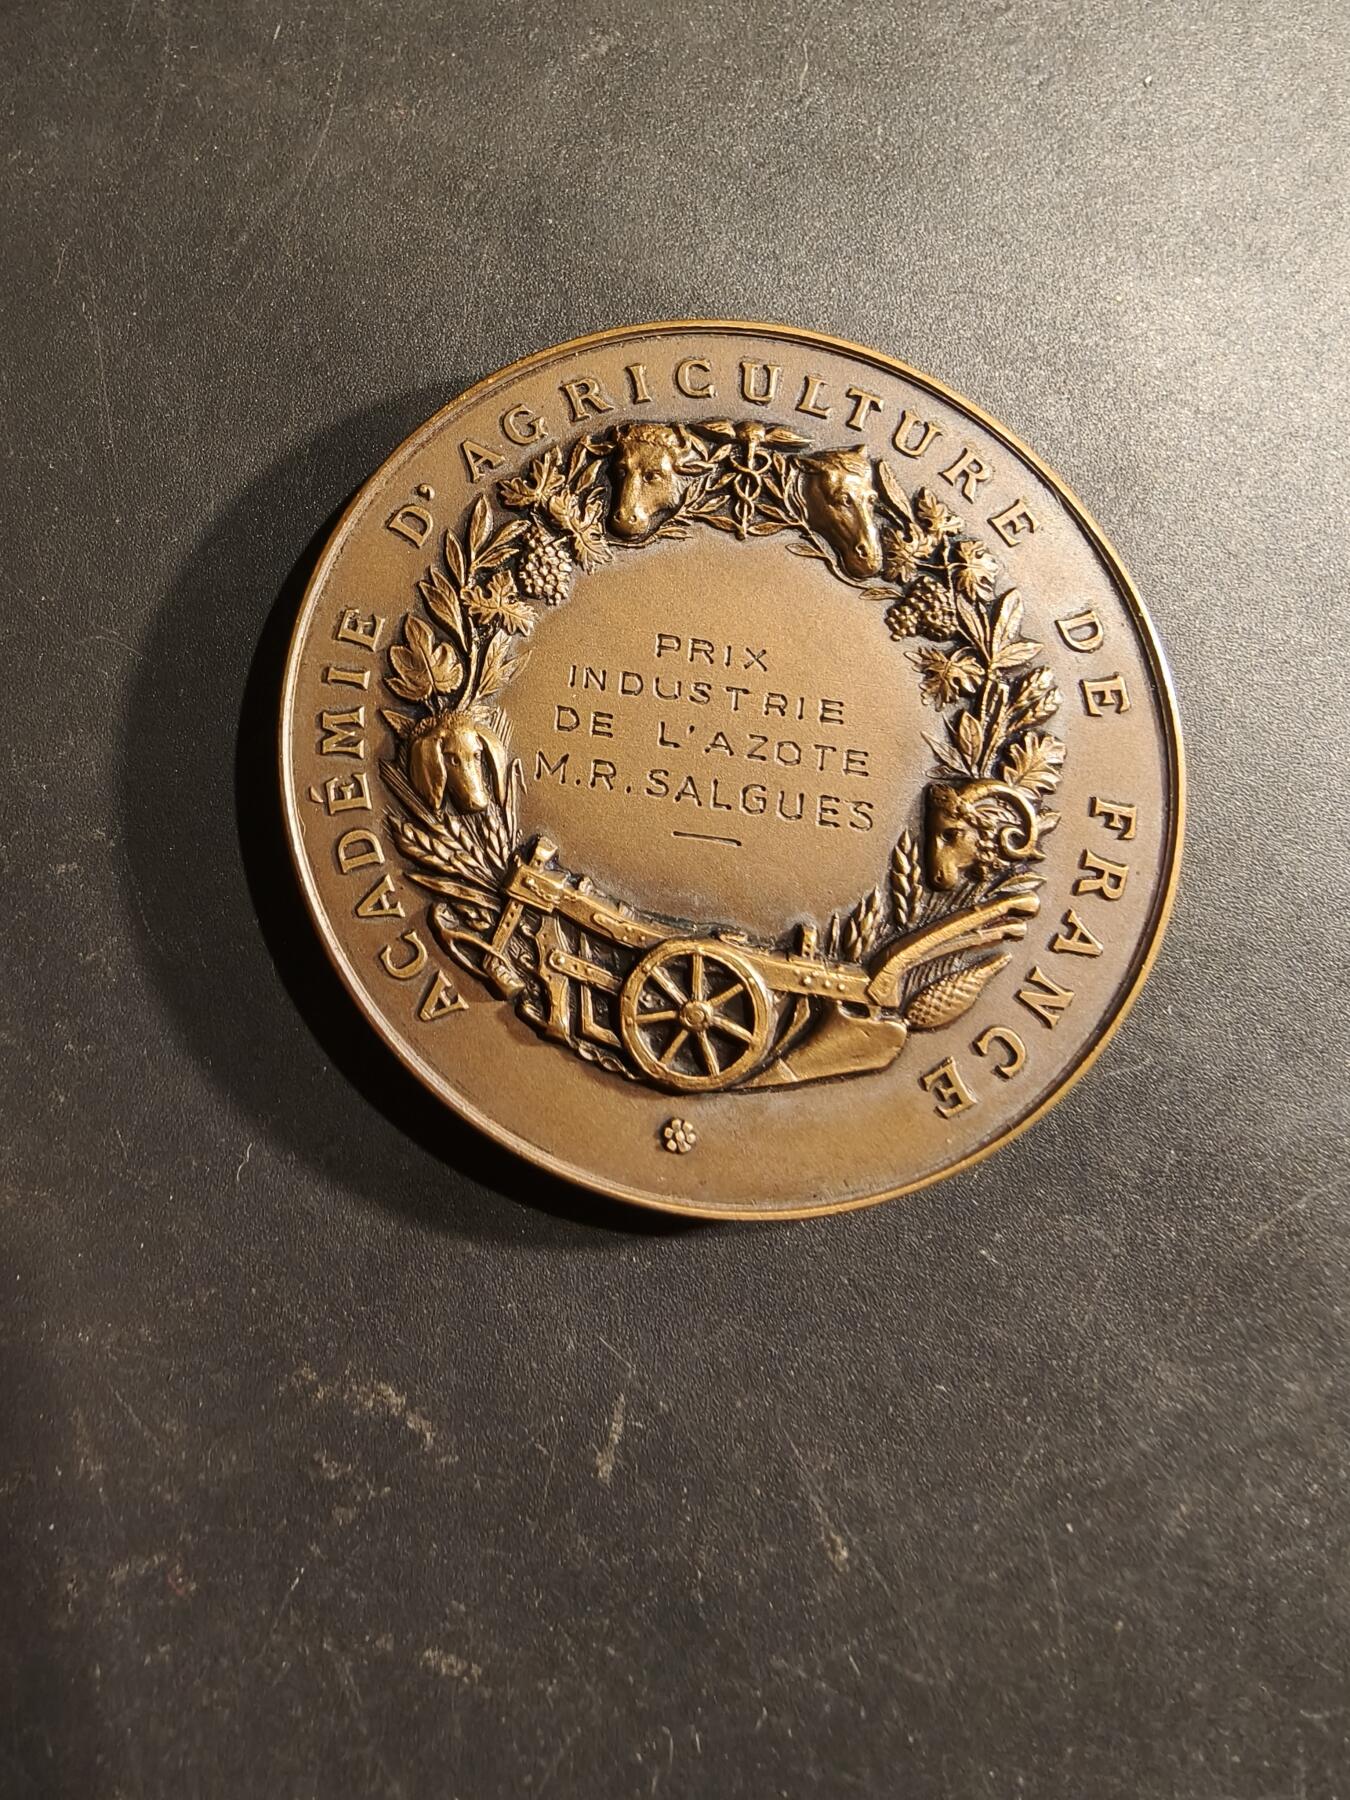 ACADÉMIE D'AGRICULTURE DE FRANCE
PRIX
INDUSTRIE
DE L'AZOTE
M.R.SALGUES